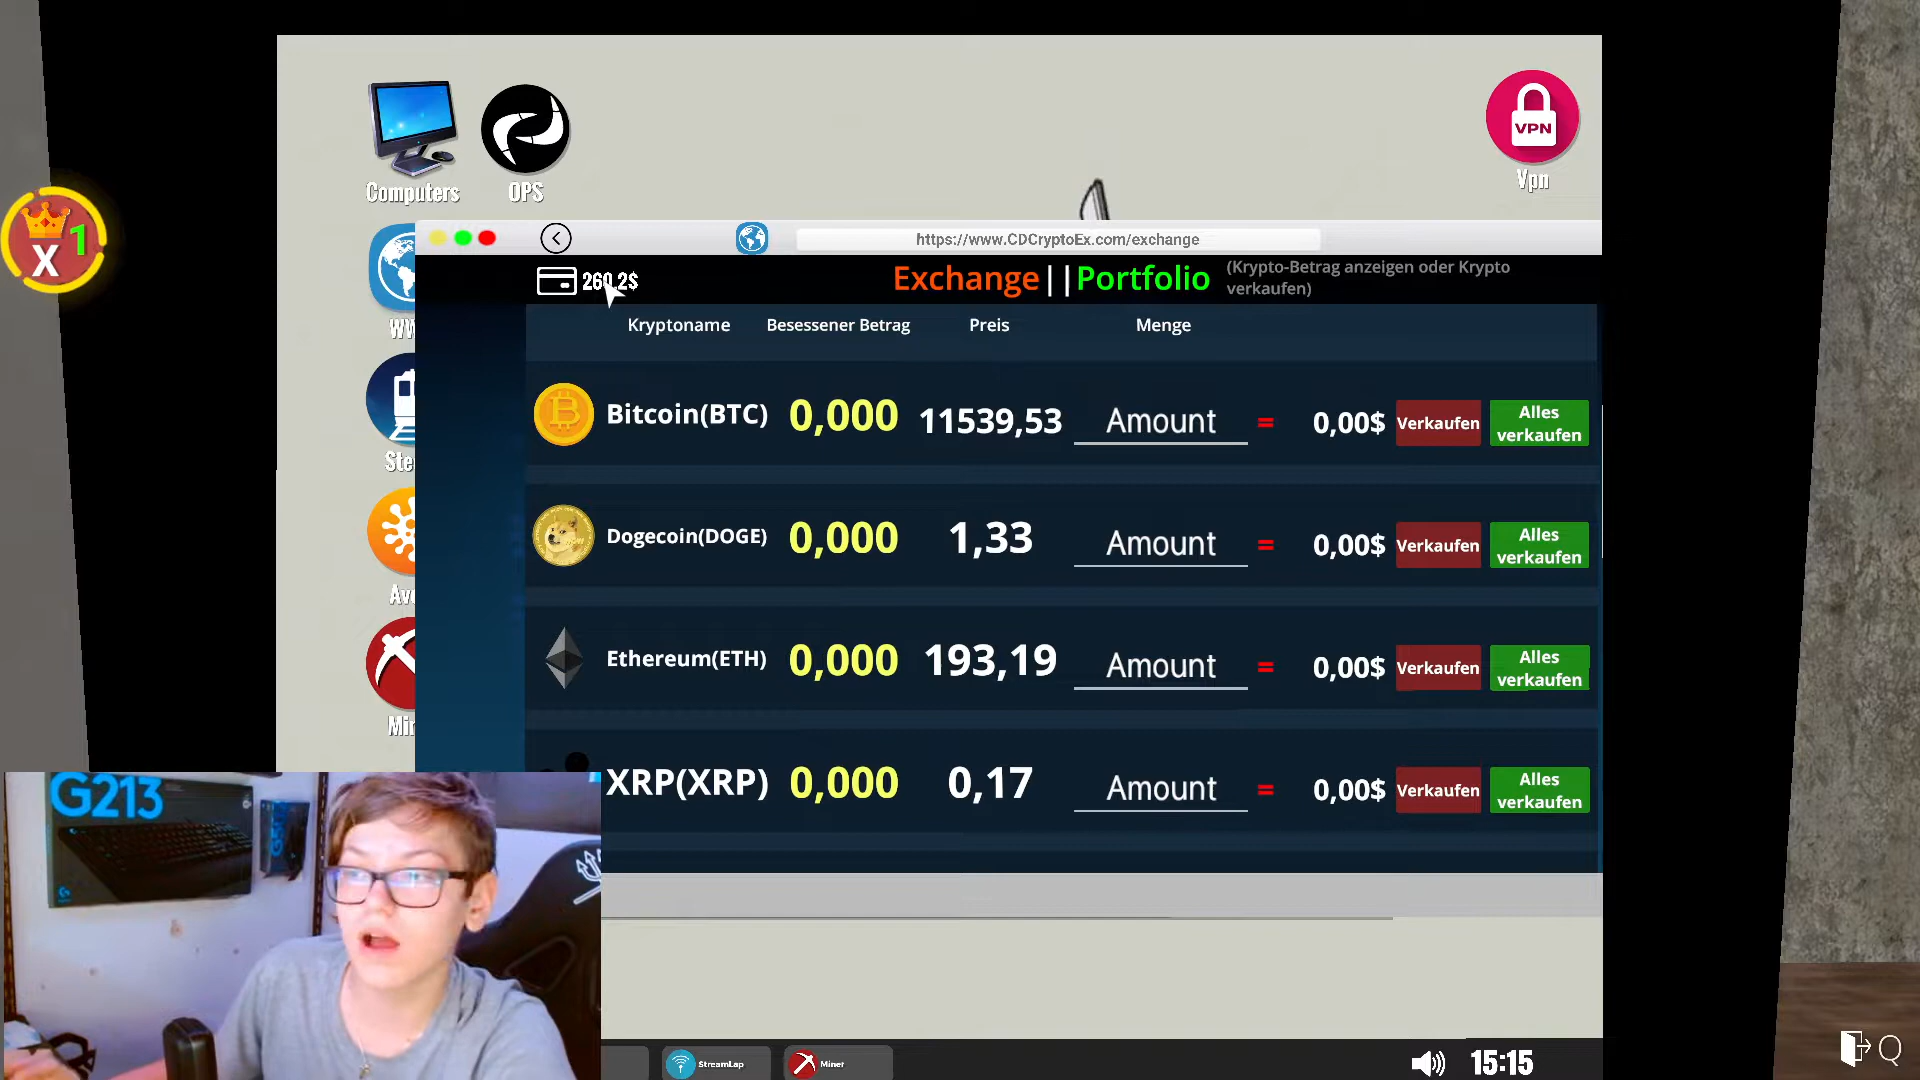 VPN
Computers
OPS
Vpn
X 1
https://www.CDCryptoEx.com/exchange
260,2$
Exchange||Portfolio
(Krypto-Betrag anzeigen oder Krypto
verkaufen)
Kryptoname Besessener Betrag Preis Menge
Bitcoin(BTC) 0,000 11539,53 Amount = 0,00$ Verkaufen Alles
verkaufen
Dogecoin(DOGE) 0,000 1,33 Amount = 0,00$ Verkaufen Alles
verkaufen
Ethereum(ETH) 0,000 193,19 Amount = 0,00$ Verkaufen Alles
verkaufen
XRP(XRP) 0,000 0,17 Amount = 0,00$ Verkaufen Alles
verkaufen
G213
StreamLap
Miner
15:15
Q